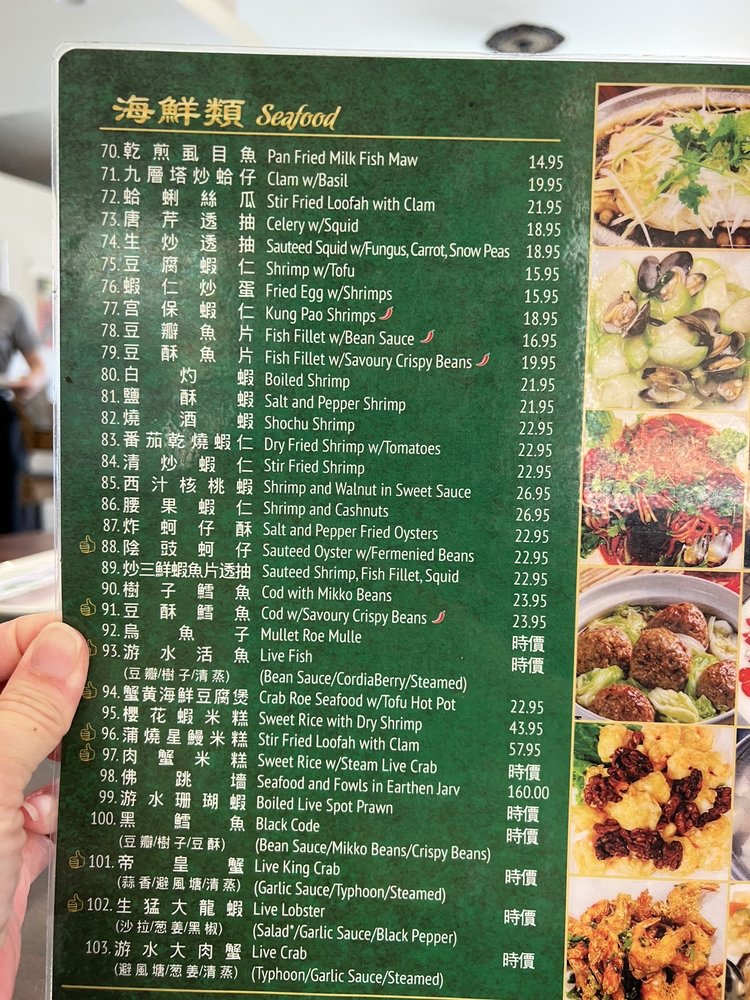 海鮮類 Seafood
70. 乾煎虱目魚 Pan Fried Milk Fish Maw 14.95
71. 九層塔炒蛤仔 Clam w/Basil 19.95
72. 蛤蜊絲瓜 Stir Fried Loofah with Clam 21.95
73. 唐芹透抽 Celery w/Squid 18.95
74. 生炒透抽 Sauteed Squid w/Fungus, Carrot, Snow Peas 18.95
75. 豆腐蝦仁 Shrimp w/Tofu 15.95
76. 蝦仁炒蛋 Fried Egg w/Shrimps 15.95
77. 宮保蝦仁 Kung Pao Shrimps 18.95
78. 豆瓣魚片 Fish Fillet w/Bean Sauce 16.95
79. 豆酥魚片 Fish Fillet w/Savoury Crispy Beans 19.95
80. 白灼蝦 Boiled Shrimp 21.95
81. 鹽酥蝦 Salt and Pepper Shrimp 21.95
82. 燒酒蝦 Shochu Shrimp 22.95
83. 番茄乾燒蝦仁 Dry Fried Shrimp w/Tomatoes 22.95
84. 清炒蝦仁 Stir Fried Shrimp 22.95
85. 西汁核桃蝦 Shrimp and Walnut in Sweet Sauce 26.95
86. 腰果蝦仁 Shrimp and Cashnuts 26.95
87. 炸蚵仔酥 Salt and Pepper Fried Oysters 22.95
88. 陰豉蚵仔 Sauteed Oyster w/Fermenied Beans 22.95
89. 炒三鮮蝦魚片透抽 Sauteed Shrimp, Fish Fillet, Squid 22.95
90. 樹子鱈魚 Cod with Mikko Beans 23.95
91. 豆酥鱈魚 Cod w/Savoury Crispy Beans 23.95
92. 烏魚子 Mullet Roe Mulle 時價
93. 游水活魚 Live Fish 時價
(豆瓣/樹子/清蒸) (Bean Sauce/CordiaBerry/Steamed)
94. 蟹黃海鮮豆腐煲 Crab Roe Seafood w/Tofu Hot Pot 22.95
95. 櫻花蝦米糕 Sweet Rice with Dry Shrimp 43.95
96. 蒲燒星鰻米糕 Stir Fried Loofah with Clam 57.95
97. 肉蟹米糕 Sweet Rice w/Steam Live Crab 時價
98. 佛跳墻 Seafood and Fowls in Earthen Jarv 160.00
99. 游水珊瑚蝦 Boiled Live Spot Prawn 時價
100. 黑鱈魚 Black Code 時價
(豆瓣/樹子/豆酥) (Bean Sauce/Mikko Beans/Crispy Beans)
101. 帝皇蟹 Live King Crab 時價
(蒜香/避風塘/清蒸) (Garlic Sauce/Typhoon/Steamed)
102. 生猛大龍蝦 Live Lobster 時價
(沙拉/葱姜/黑椒) (Salad*/Garlic Sauce/Black Pepper)
103. 游水大肉蟹 Live Crab 時價
(避風塘/葱姜/清蒸) (Typhoon/Garlic Sauce/Steamed)